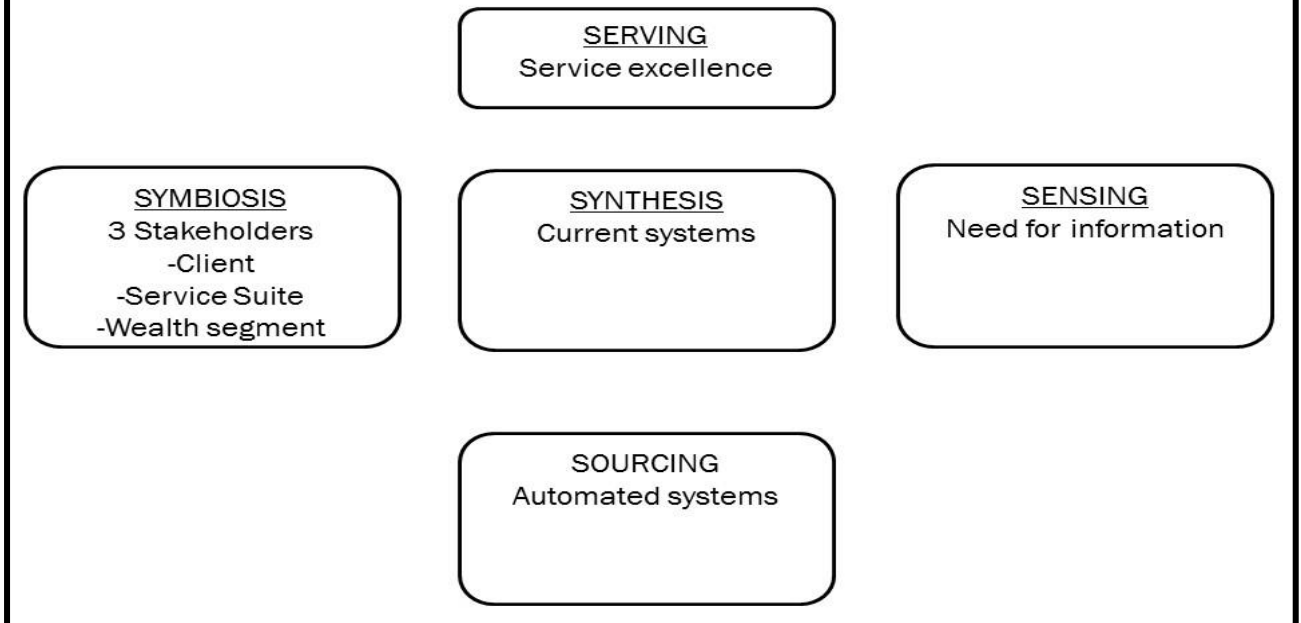 SERVING
Service excellence
SYMBIOSIS
3 Stakeholders
-Client
-Service Suite
-Wealth segment
SYNTHESIS
Current systems
SENSING
Need for information
SOURCING
Automated systems